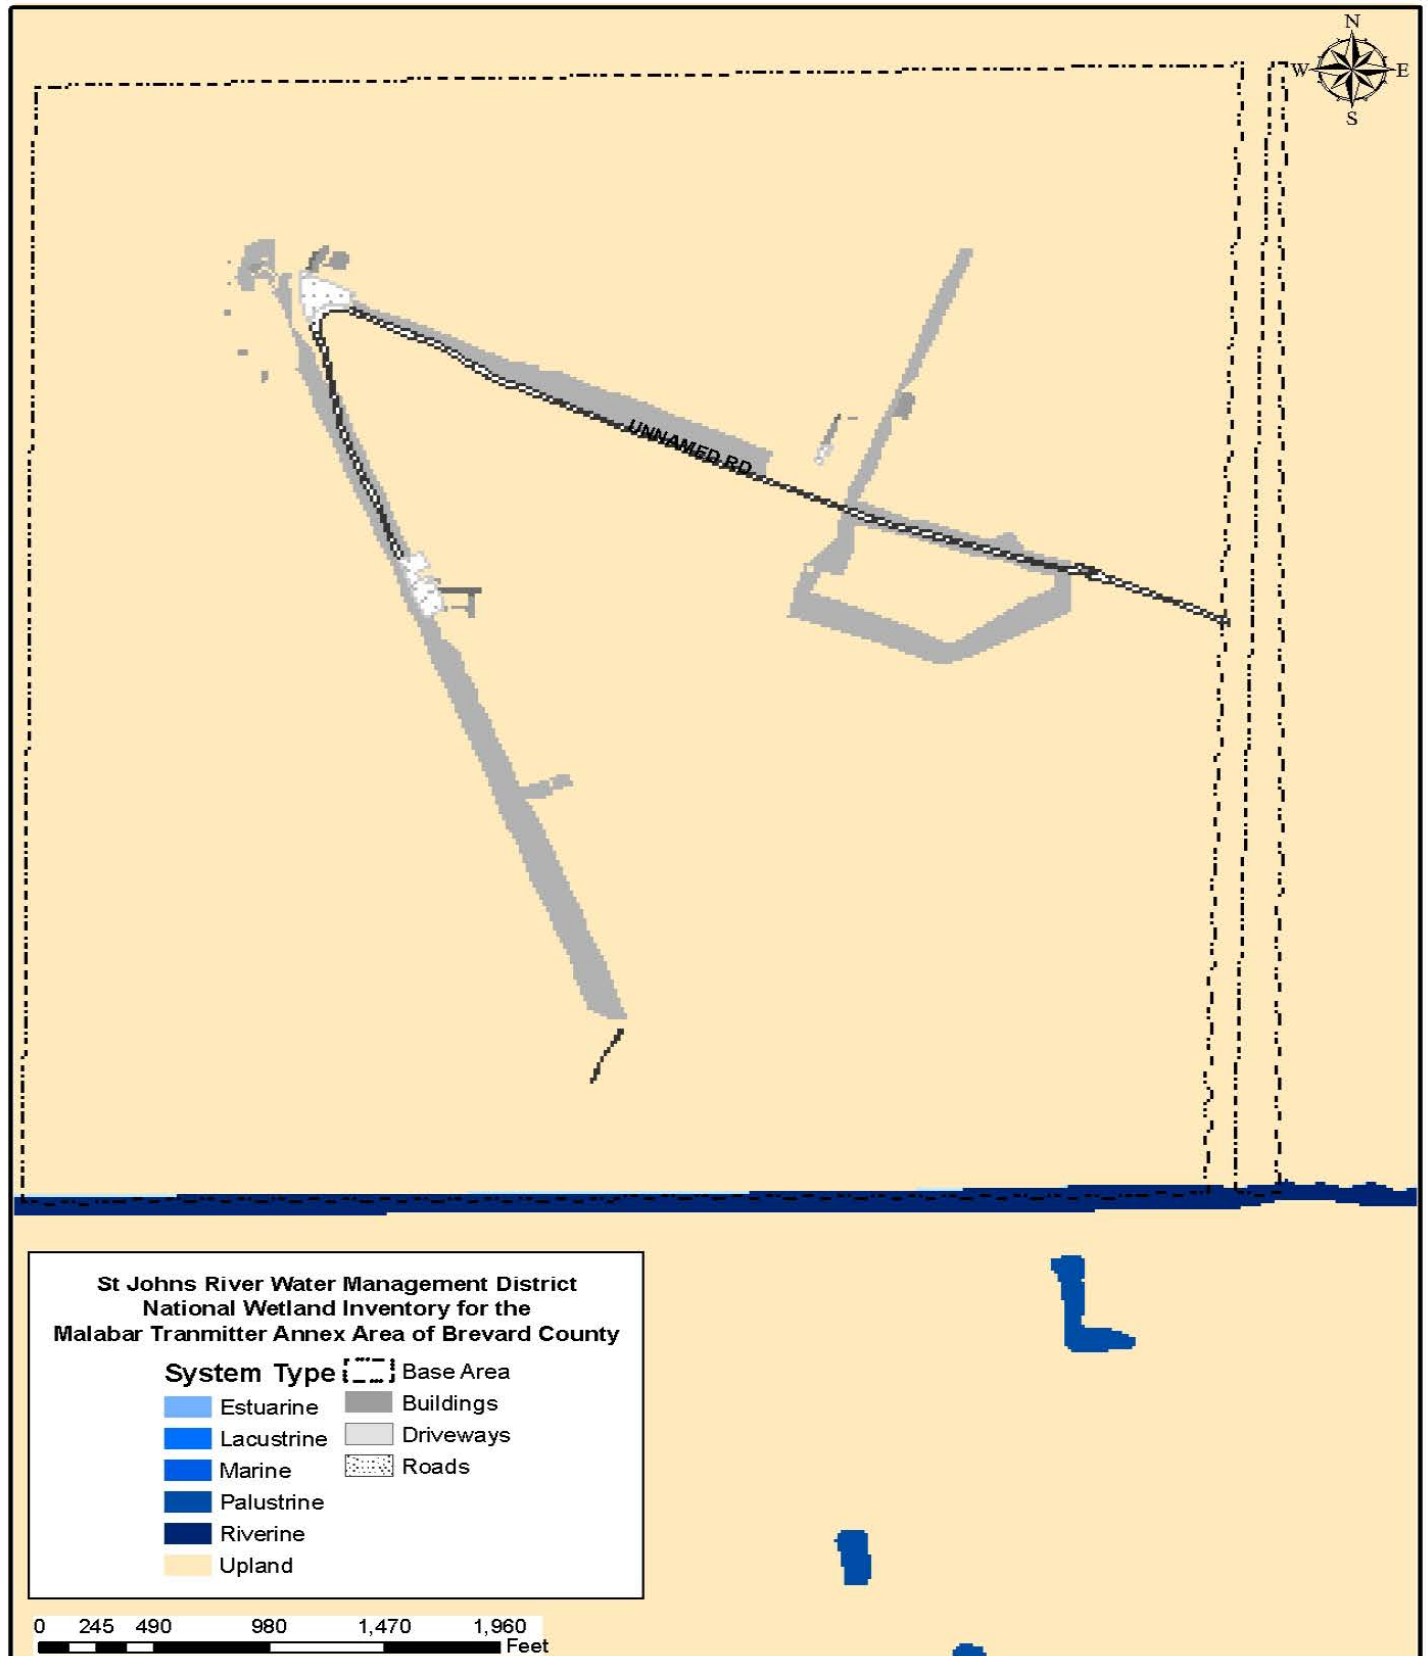 N
W E
S
UNNAMED RD
St Johns River Water Management District
National Wetland Inventory for the
Malabar Tranmitter Annex Area of Brevard County
System Type
Base Area
Estuarine
Buildings
Lacustrine
Driveways
Marine
Roads
Palustrine
Riverine
Upland
0 245 490 980 1,470 1,960
Feet